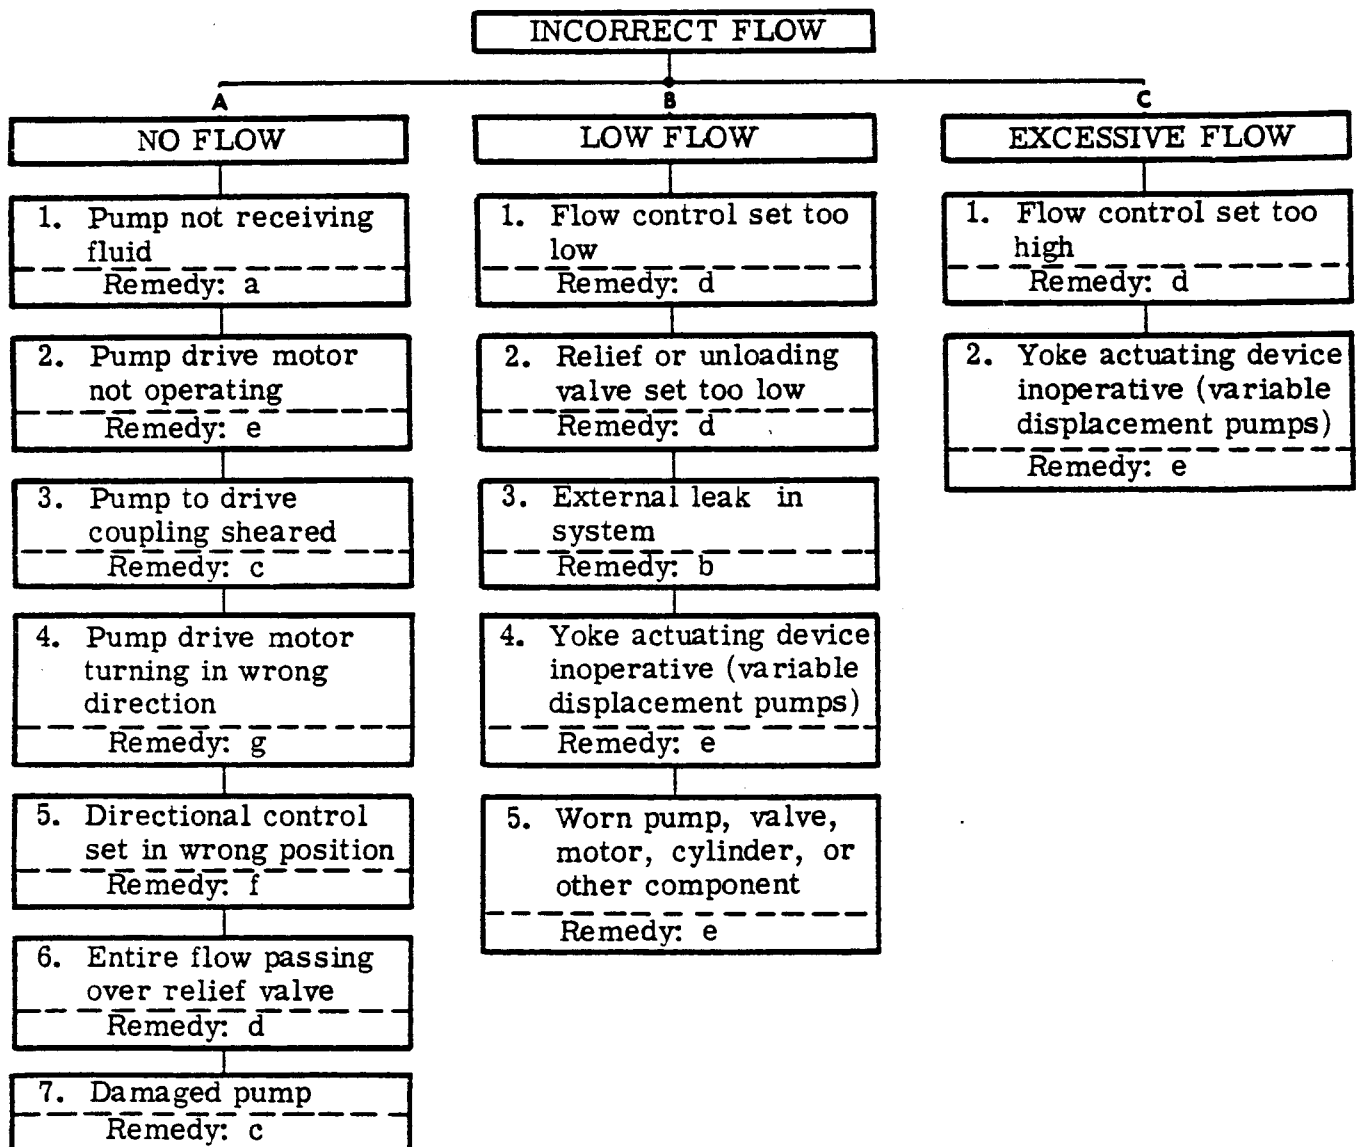 INCORRECT FLOW
A
NO FLOW
1. Pump not receiving
fluid
Remedy: a
2. Pump drive motor
not operating
Remedy: e
3. Pump to drive
coupling sheared
Remedy: c
4. Pump drive motor
turning in wrong
direction
Remedy: g
5. Directional control
set in wrong position
Remedy: f
6. Entire flow passing
over relief valve
Remedy: d
7. Damaged pump
Remedy: c
B
LOW FLOW
1. Flow control set too
low
Remedy: d
2. Relief or unloading
valve set too low
Remedy: d
3. External leak in
system
Remedy: b
4. Yoke actuating device
inoperative (variable
displacement pumps)
Remedy: e
5. Worn pump, valve,
motor, cylinder, or
other component
Remedy: e
C
EXCESSIVE FLOW
1. Flow control set too
high
Remedy: d
2. Yoke actuating device
inoperative (variable
displacement pumps)
Remedy: e